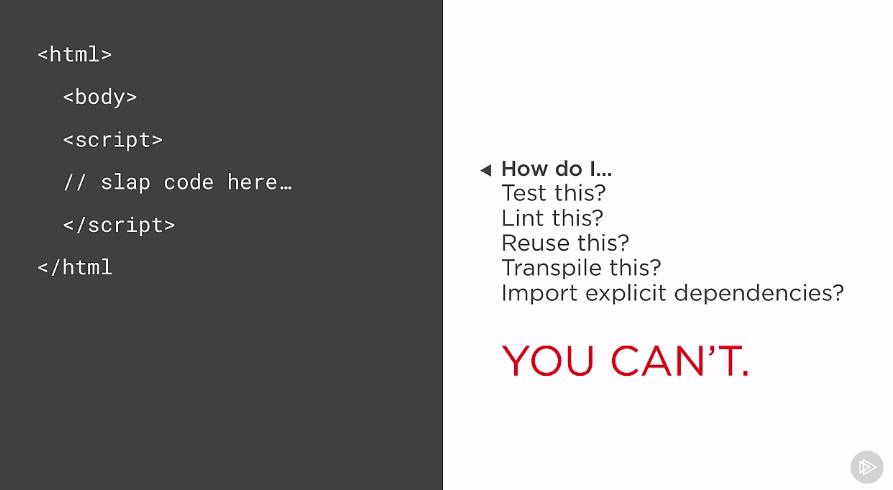 <html>
<body>
<script>
// slap code here…
</script>
</html
◀ How do I...
Test this?
Lint this?
Reuse this?
Transpile this?
Import explicit dependencies?
YOU CAN’T.